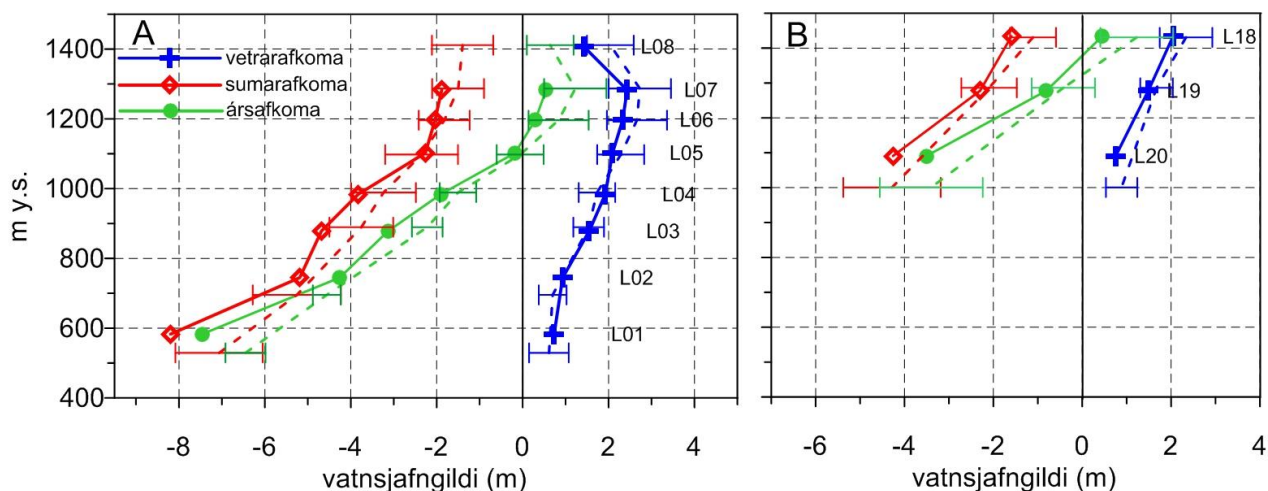 A
vetrarafkoma
sumarafkoma
ársafkoma
1400
1200
1000
800
600
400
m y.s.
L08
L07
L06
L05
L04
L03
L02
L01
-8
-6
-4
-2
0
2
4
vatnsjafngildi (m)
B
L18
L19
L20
-6
-4
-2
0
2
4
vatnsjafngildi (m)